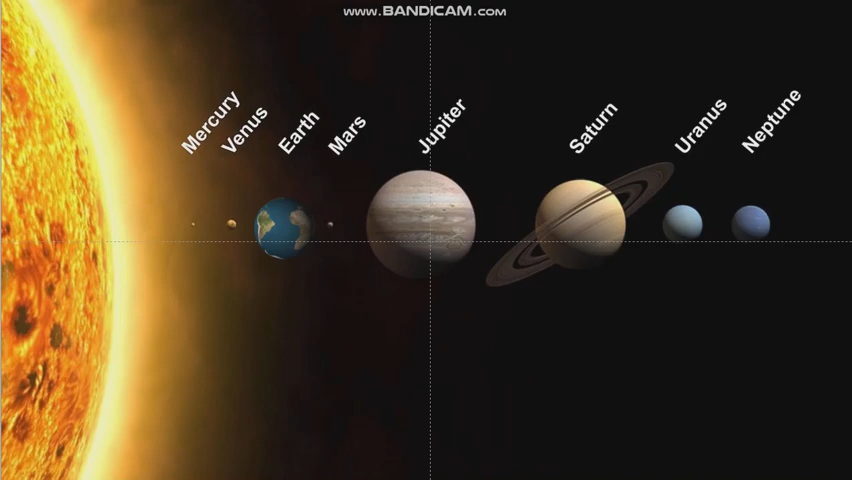 WWW.BANDICAM.COM
Mercury
Venus
Earth
Mars
Jupiter
Saturn
Uranus
Neptune